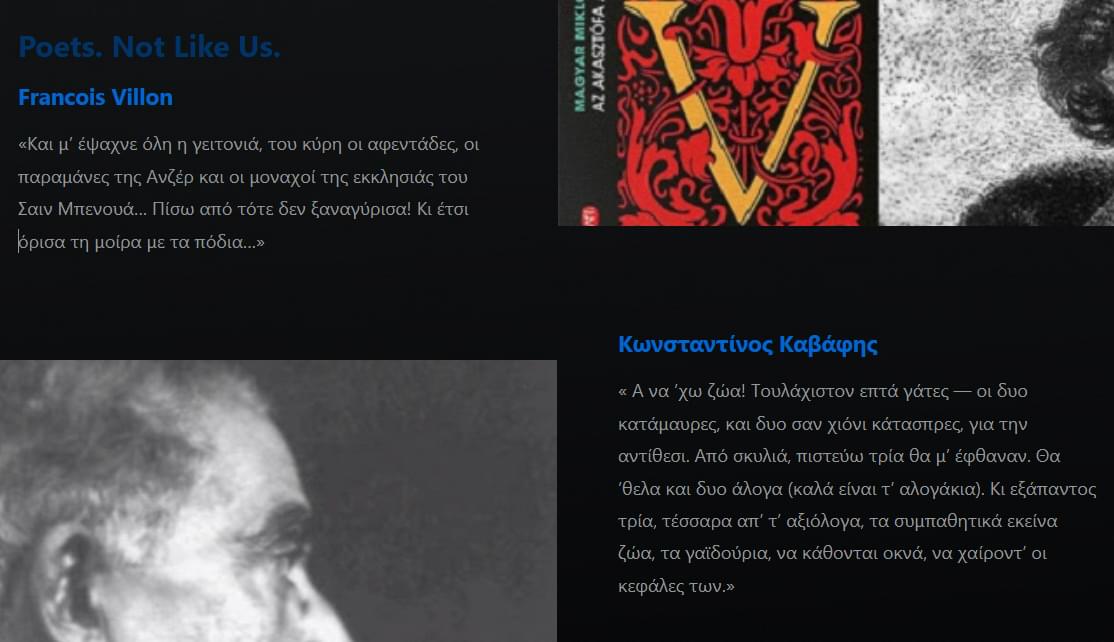 Poets. Not Like Us.
Francois Villon
«Και μ’ έψαχνε όλη η γειτονιά, του κύρη οι αφεντάδες, οι
παραμάνες της Ανζέρ και οι μοναχοί της εκκλησιάς του
Σαιν Μπενουά… Πίσω από τότε δεν ξαναγύρισα! Κι έτσι
όρισα τη μοίρα με τα πόδια…»
MAGYAR MIKLÓ
AZ AKASZTÓFA
V
Κωνσταντίνος Καβάφης
« Α να ’χω ζώα! Τουλάχιστον επτά γάτες — οι δυο
κατάμαυρες, και δυο σαν χιόνι κάτασπρες, για την
αντίθεσι. Από σκυλιά, πιστεύω τρία θα μ’ έφθαναν. Θα
’θελα και δυο άλογα (καλά είναι τ’ αλογάκια). Κι εξάπαντος
τρία, τέσσαρα απ’ τ’ αξιόλογα, τα συμπαθητικά εκείνα
ζώα, τα γαϊδούρια, να κάθονται οκνά, να χαίροντ’ οι
κεφάλες των.»